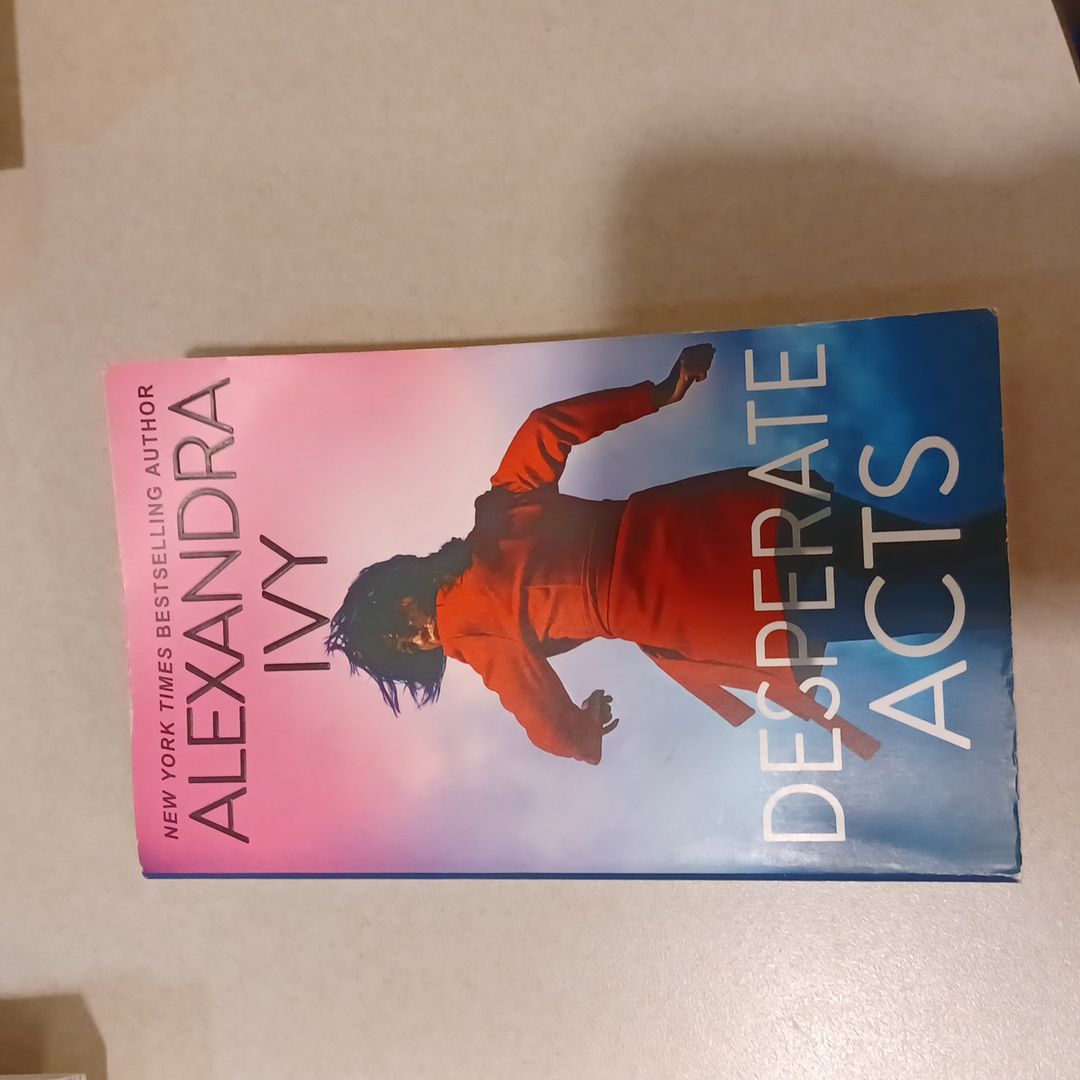 NEW YORK TIMES BESTSELLING AUTHOR
ALEXANDRA
IVY
DESPERATE
ACTS